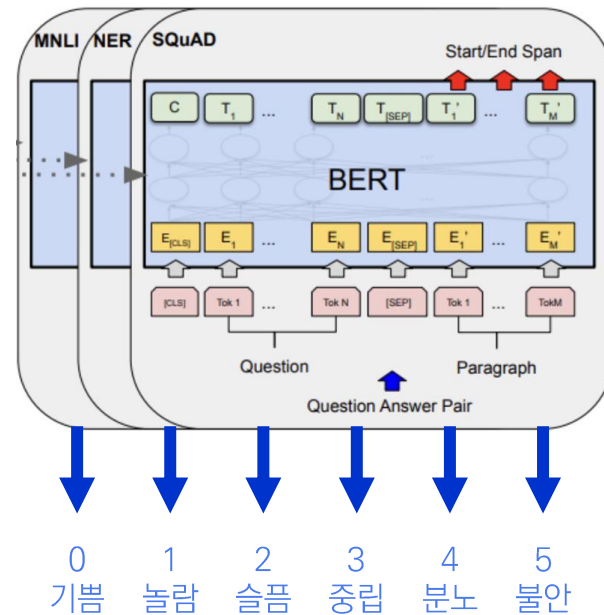 MNLI NER SQuAD
Start/End Span
C T1 ... TN T[SEP] T1' ... TM'
BERT
E[CLS] E1 ... EN E[SEP] E1' ... EM'
[CLS] Tok 1 ... Tok N [SEP] Tok 1 ... TokM
Question Paragraph
Question Answer Pair
0 1 2 3 4 5
기쁨 놀람 슬픔 중립 분노 불안